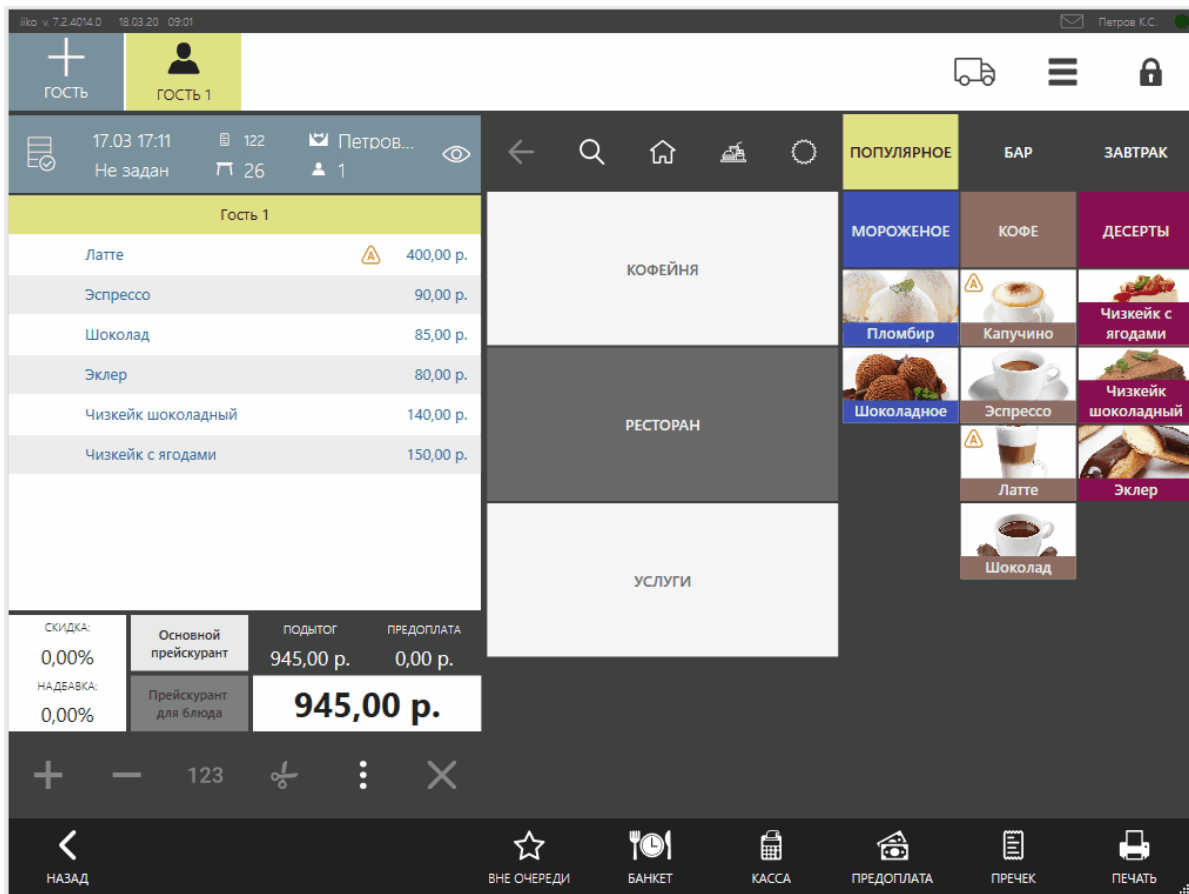 iiko v. 7.2.4014.0 18.03.20 09:01 Петров К.С.
ГОСТЬ
ГОСТЬ 1
17.03 17:11 122 Петров...
Не задан 26 1
Гость 1
Латте 400,00 р.
Эспрессо 90,00 р.
Шоколад 85,00 р.
Эклер 80,00 р.
Чизкейк шоколадный 140,00 р.
Чизкейк с ягодами 150,00 р.
СКИДКА:
0,00%
НАДБАВКА:
0,00%
Основной
прейскурант
Прейскурант
для блюда
ПОДЫТОГ ПРЕДОПЛАТА
945,00 р. 0,00 р.
945,00 р.
123
КОФЕЙНЯ
РЕСТОРАН
УСЛУГИ
ПОПУЛЯРНОЕ БАР ЗАВТРАК
МОРОЖЕНОЕ КОФЕ ДЕСЕРТЫ
Пломбир
A
Капучино
Чизкейк с
ягодами
Шоколадное
Эспрессо
Чизкейк
шоколадный
A
Латте
Эклер
Шоколад
НАЗАД
ВНЕ ОЧЕРЕДИ
БАНКЕТ
КАССА
ПРЕДОПЛАТА
ПРЕЧЕК
ПЕЧАТЬ